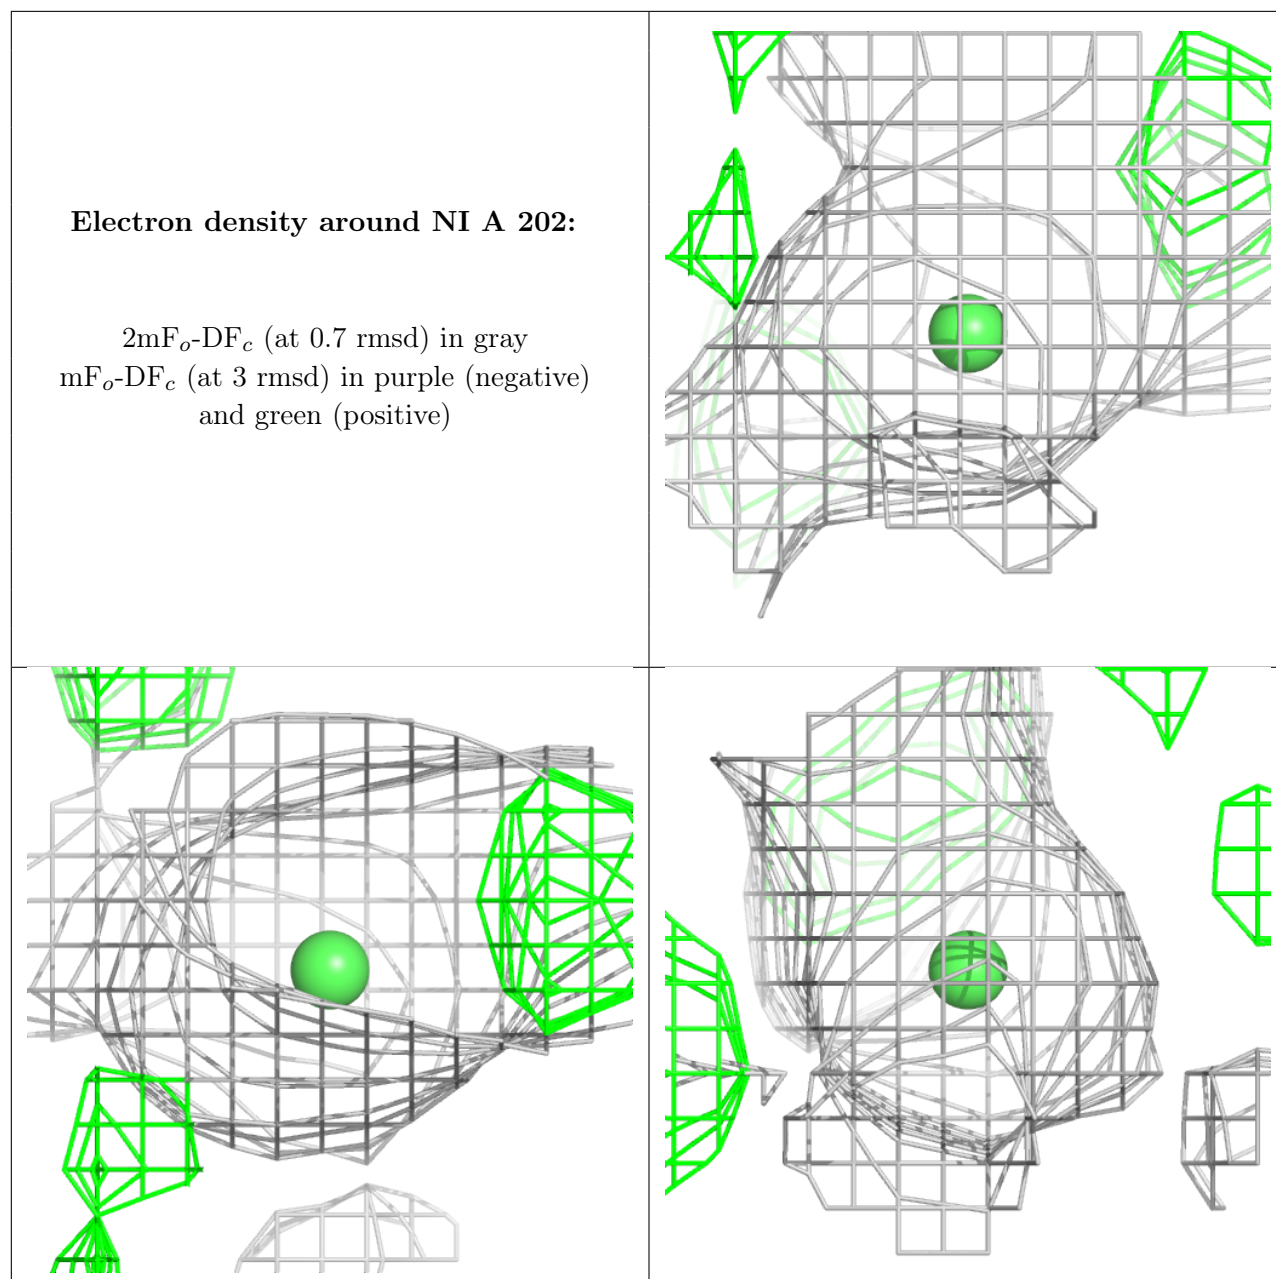 Electron density around NI A 202:
2mFo-DFc (at 0.7 rmsd) in gray
mFo-DFc (at 3 rmsd) in purple (negative)
and green (positive)